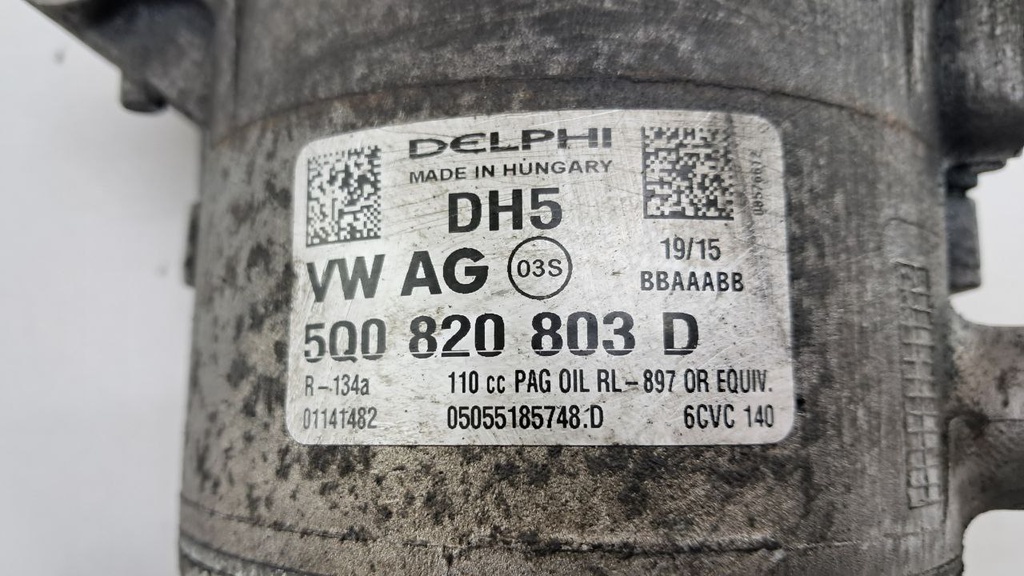 DELPHI
MADE IN HUNGARY
DH5
VW AG 03S
19/15
BBAAABB
5Q0 820 803 D
R-134a 110 cc PAG OIL RL-897 OR EQUIV.
01141482 05055185748.D 6CVC 140